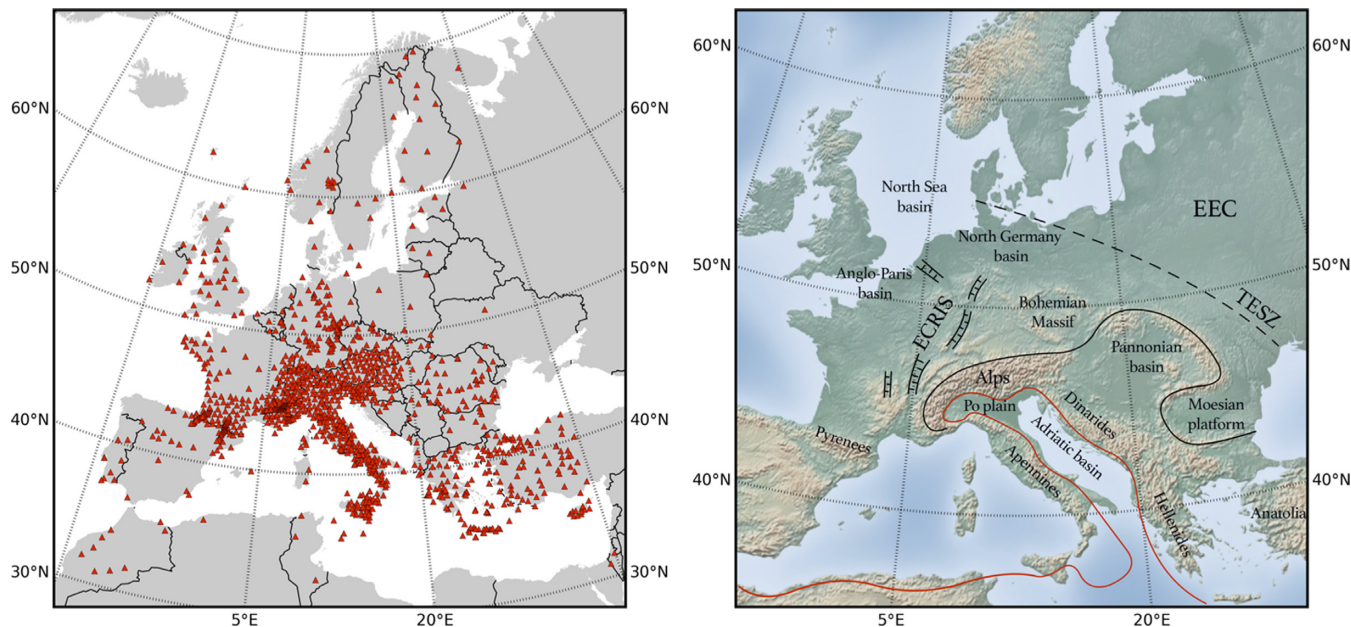 60°N
50°N
40°N
30°N
60°N
50°N
40°N
30°N
5°E
20°E
60°N
50°N
40°N
60°N
50°N
40°N
North Sea
basin
EEC
North Germany
basin
Anglo-Paris
basin
ECRIS
Bohemian
Massif
TESZ
Pannonian
basin
Alps
Po plain
Dinarides
Moesian
platform
Pyrenees
Adriatic basin
Apennines
Hellenides
Anatolia
5°E
20°E